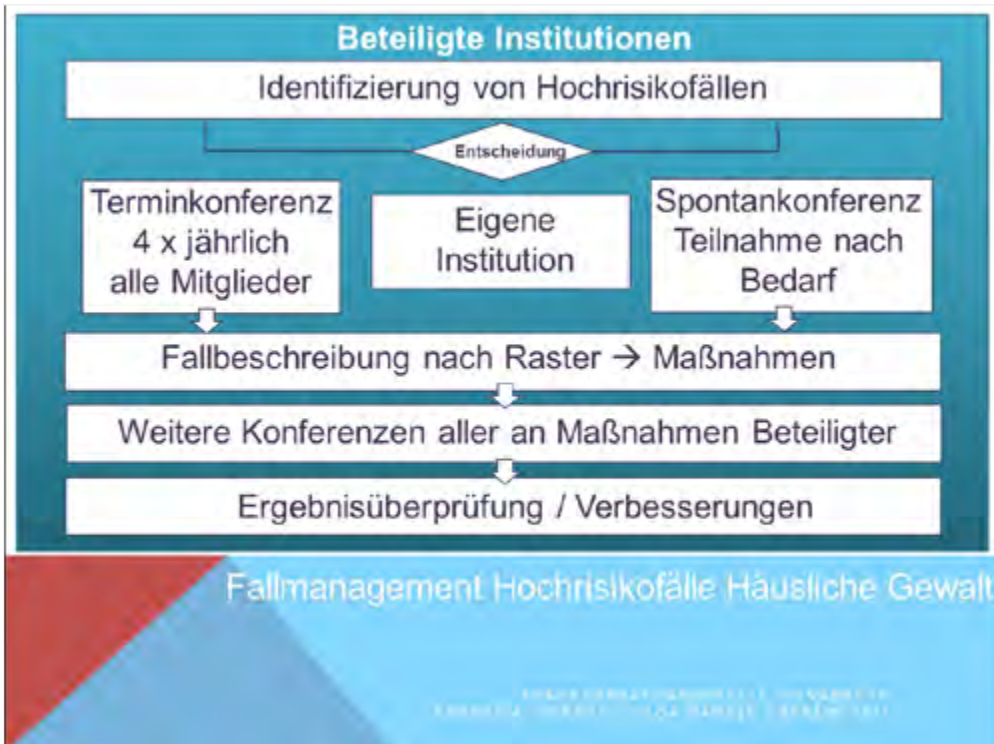 Beteiligte Institutionen
Identifizierung von Hochrisikofällen
Entscheidung
Terminkonferenz
4 x jährlich
alle Mitglieder
Eigene
Institution
Spontankonferenz
Teilnahme nach
Bedarf
Fallbeschreibung nach Raster → Maßnahmen
Weitere Konferenzen aller an Maßnahmen Beteiligter
Ergebnisüberprüfung / Verbesserungen
Fallmanagement Hochrisikofälle Häusliche Gewalt